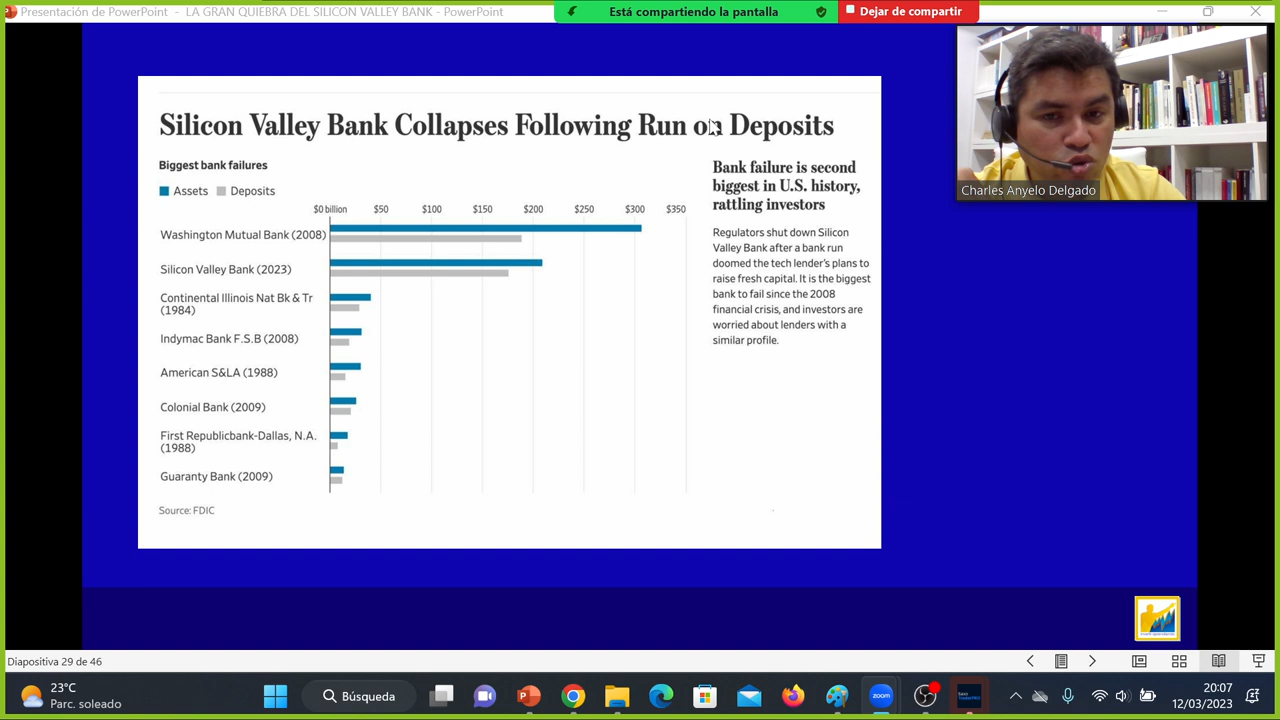 Presentación de PowerPoint - LA GRAN QUIEBRA DEL SILICON VALLEY BANK - PowerPoint
Está compartiendo la pantalla
Dejar de compartir
Charles Anyelo Delgado
Silicon Valley Bank Collapses Following Run on Deposits
Biggest bank failures
Assets Deposits
$0 billion $50 $100 $150 $200 $250 $300 $350
Washington Mutual Bank (2008)
Silicon Valley Bank (2023)
Continental Illinois Nat Bk & Tr
(1984)
Indymac Bank F.S.B (2008)
American S&LA (1988)
Colonial Bank (2009)
First Republicbank-Dallas, N.A.
(1988)
Guaranty Bank (2009)
Source: FDIC
Bank failure is second
biggest in U.S. history,
rattling investors
Regulators shut down Silicon
Valley Bank after a bank run
doomed the tech lender's plans to
raise fresh capital. It is the biggest
bank to fail since the 2008
financial crisis, and investors are
worried about lenders with a
similar profile.
Diapositiva 29 de 46
23°C
Parc. soleado
Búsqueda
zoom
20:07
12/03/2023